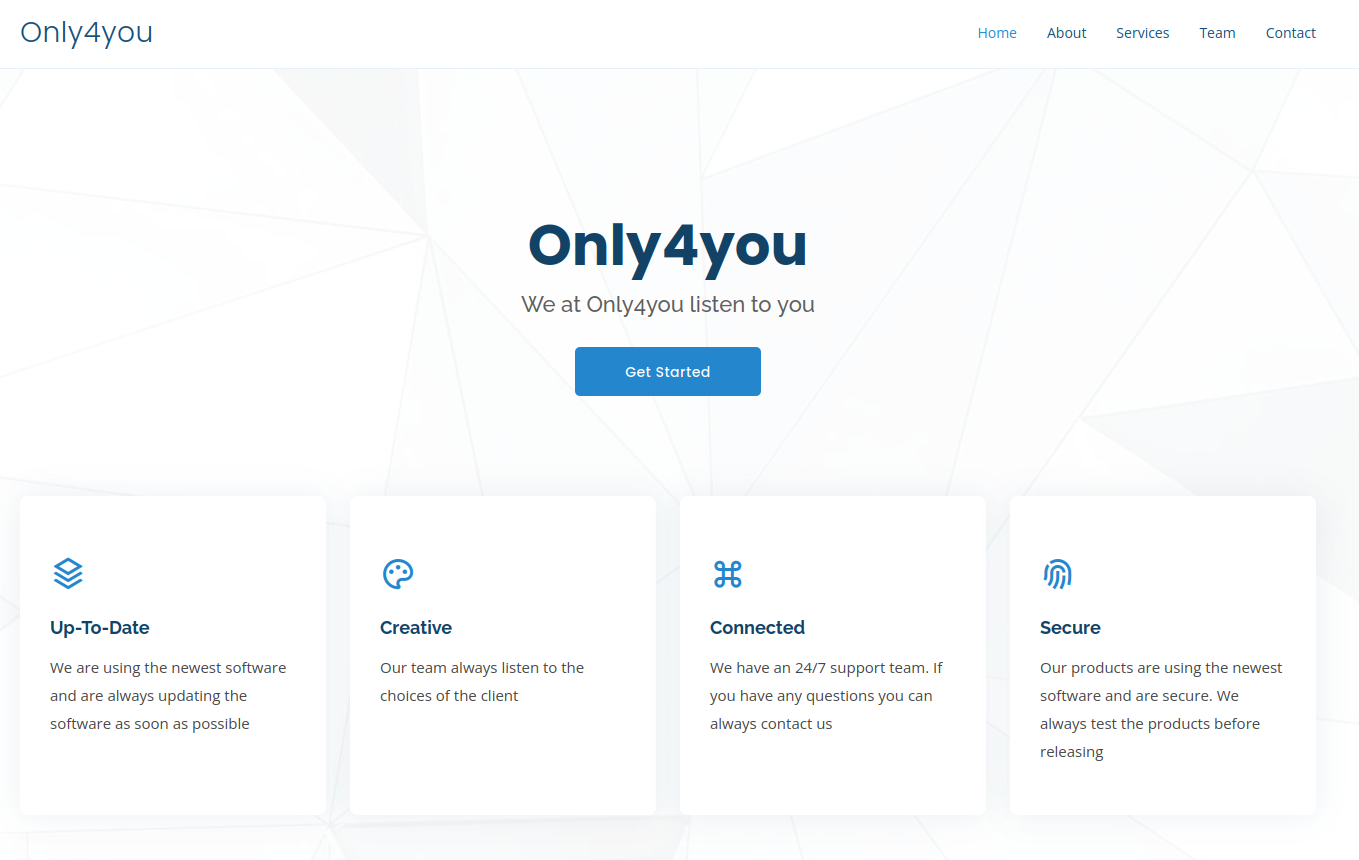 Only4you
Home About Services Team Contact
Only4you
We at Only4you listen to you
Get Started
Up-To-Date
We are using the newest software
and are always updating the
software as soon as possible
Creative
Our team always listen to the
choices of the client
Connected
We have an 24/7 support team. If
you have any questions you can
always contact us
Secure
Our products are using the newest
software and are secure. We
always test the products before
releasing